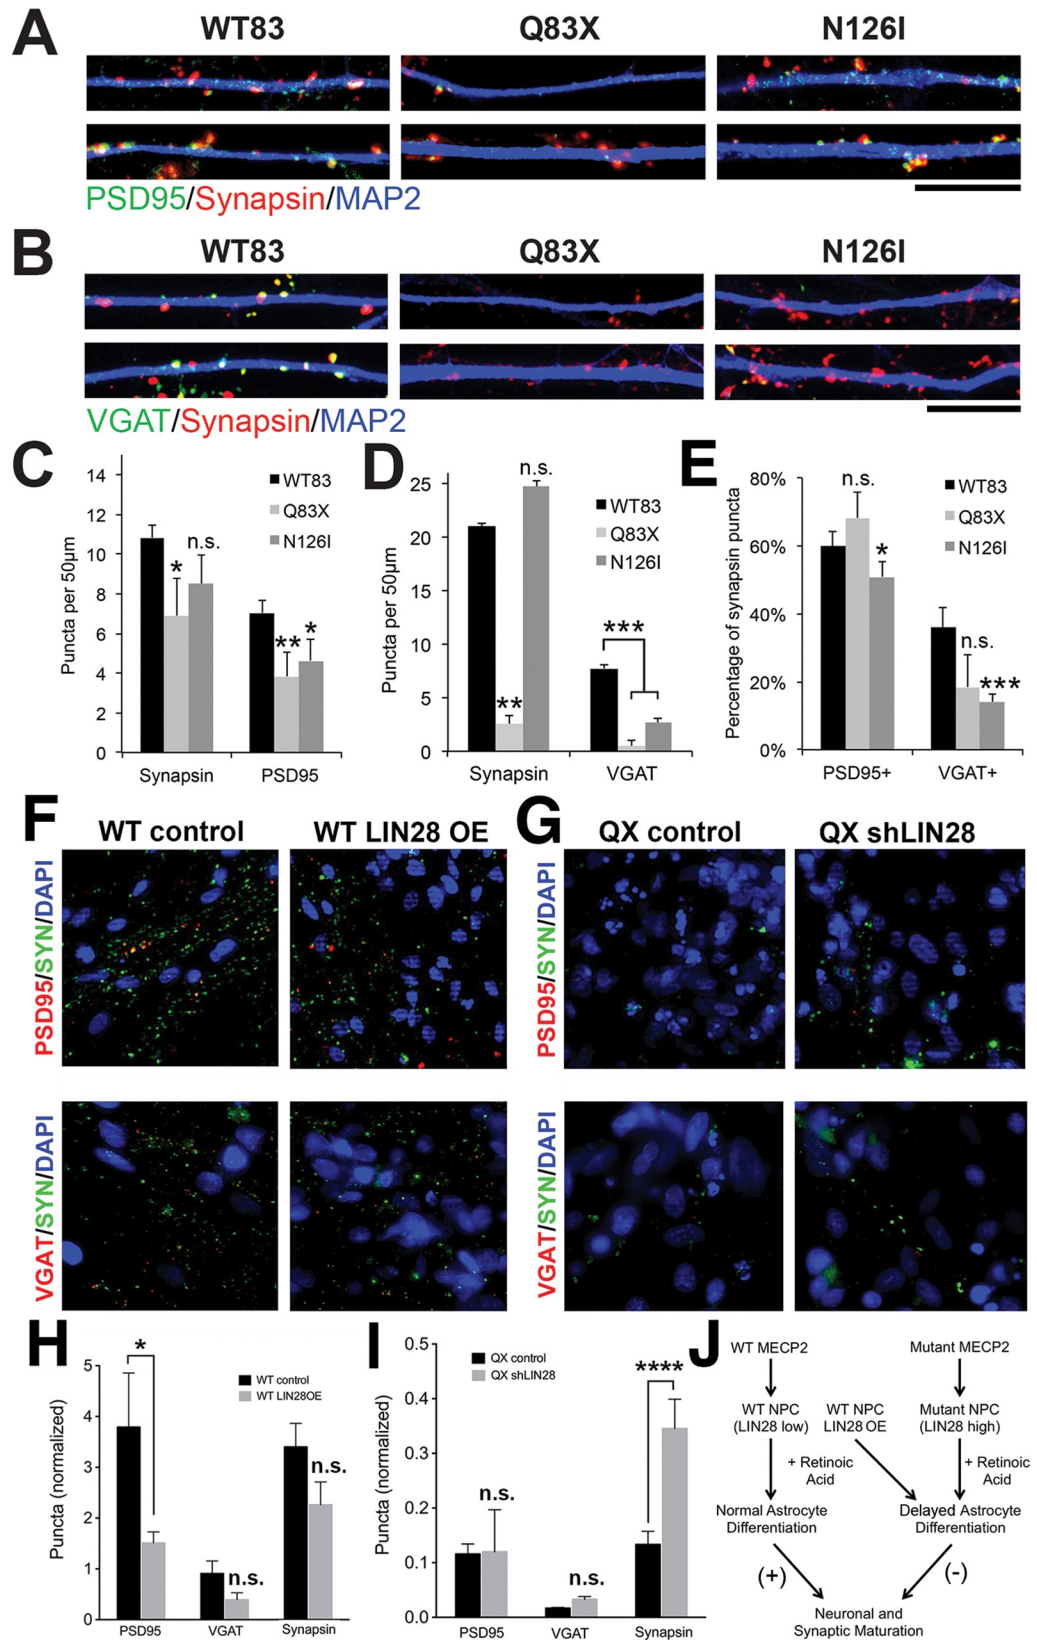 A
WT83 Q83X N126I
PSD95/Synapsin/MAP2
B
WT83 Q83X N126I
VGAT/Synapsin/MAP2
C
Puncta per 50µm
14
12
10
8
6
4
2
0
WT83
Q83X
N126I
*
n.s.
**
*
Synapsin PSD95
D
Puncta per 50µm
25
20
15
10
5
0
n.s.
WT83
Q83X
N126I
**
***
Synapsin VGAT
E
Percentage of synapsin puncta
80%
60%
40%
20%
0%
n.s.
*
WT83
Q83X
N126I
n.s.
***
PSD95+ VGAT+
F
WT control WT LIN28 OE
PSD95/SYN/DAPI
VGAT/SYN/DAPI
G
QX control QX shLIN28
PSD95/SYN/DAPI
VGAT/SYN/DAPI
H
Puncta (normalized)
5
4
3
2
1
0
*
WT control
WT LIN28OE
n.s.
n.s.
PSD95 VGAT Synapsin
I
Puncta (normalized)
0.5
0.4
0.3
0.2
0.1
0.0
QX control
QX shLIN28
****
n.s.
n.s.
PSD95 VGAT Synapsin
J
WT MECP2 Mutant MECP2
WT NPC WT NPC Mutant NPC
(LIN28 low) LIN28 OE (LIN28 high)
+ Retinoic + Retinoic
Acid Acid
Normal Astrocyte Delayed Astrocyte
Differentiation Differentiation
(+) (-)
Neuronal and
Synaptic Maturation